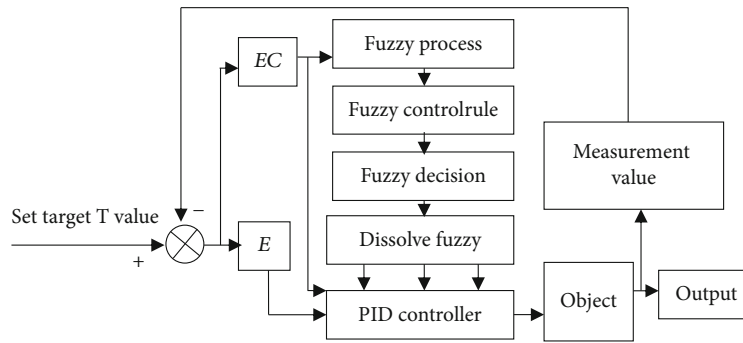 EC
Fuzzy process
Fuzzy controlrule
Fuzzy decision
Measurement
value
Set target T value
−
+
E
Dissolve fuzzy
PID controller
Object
Output